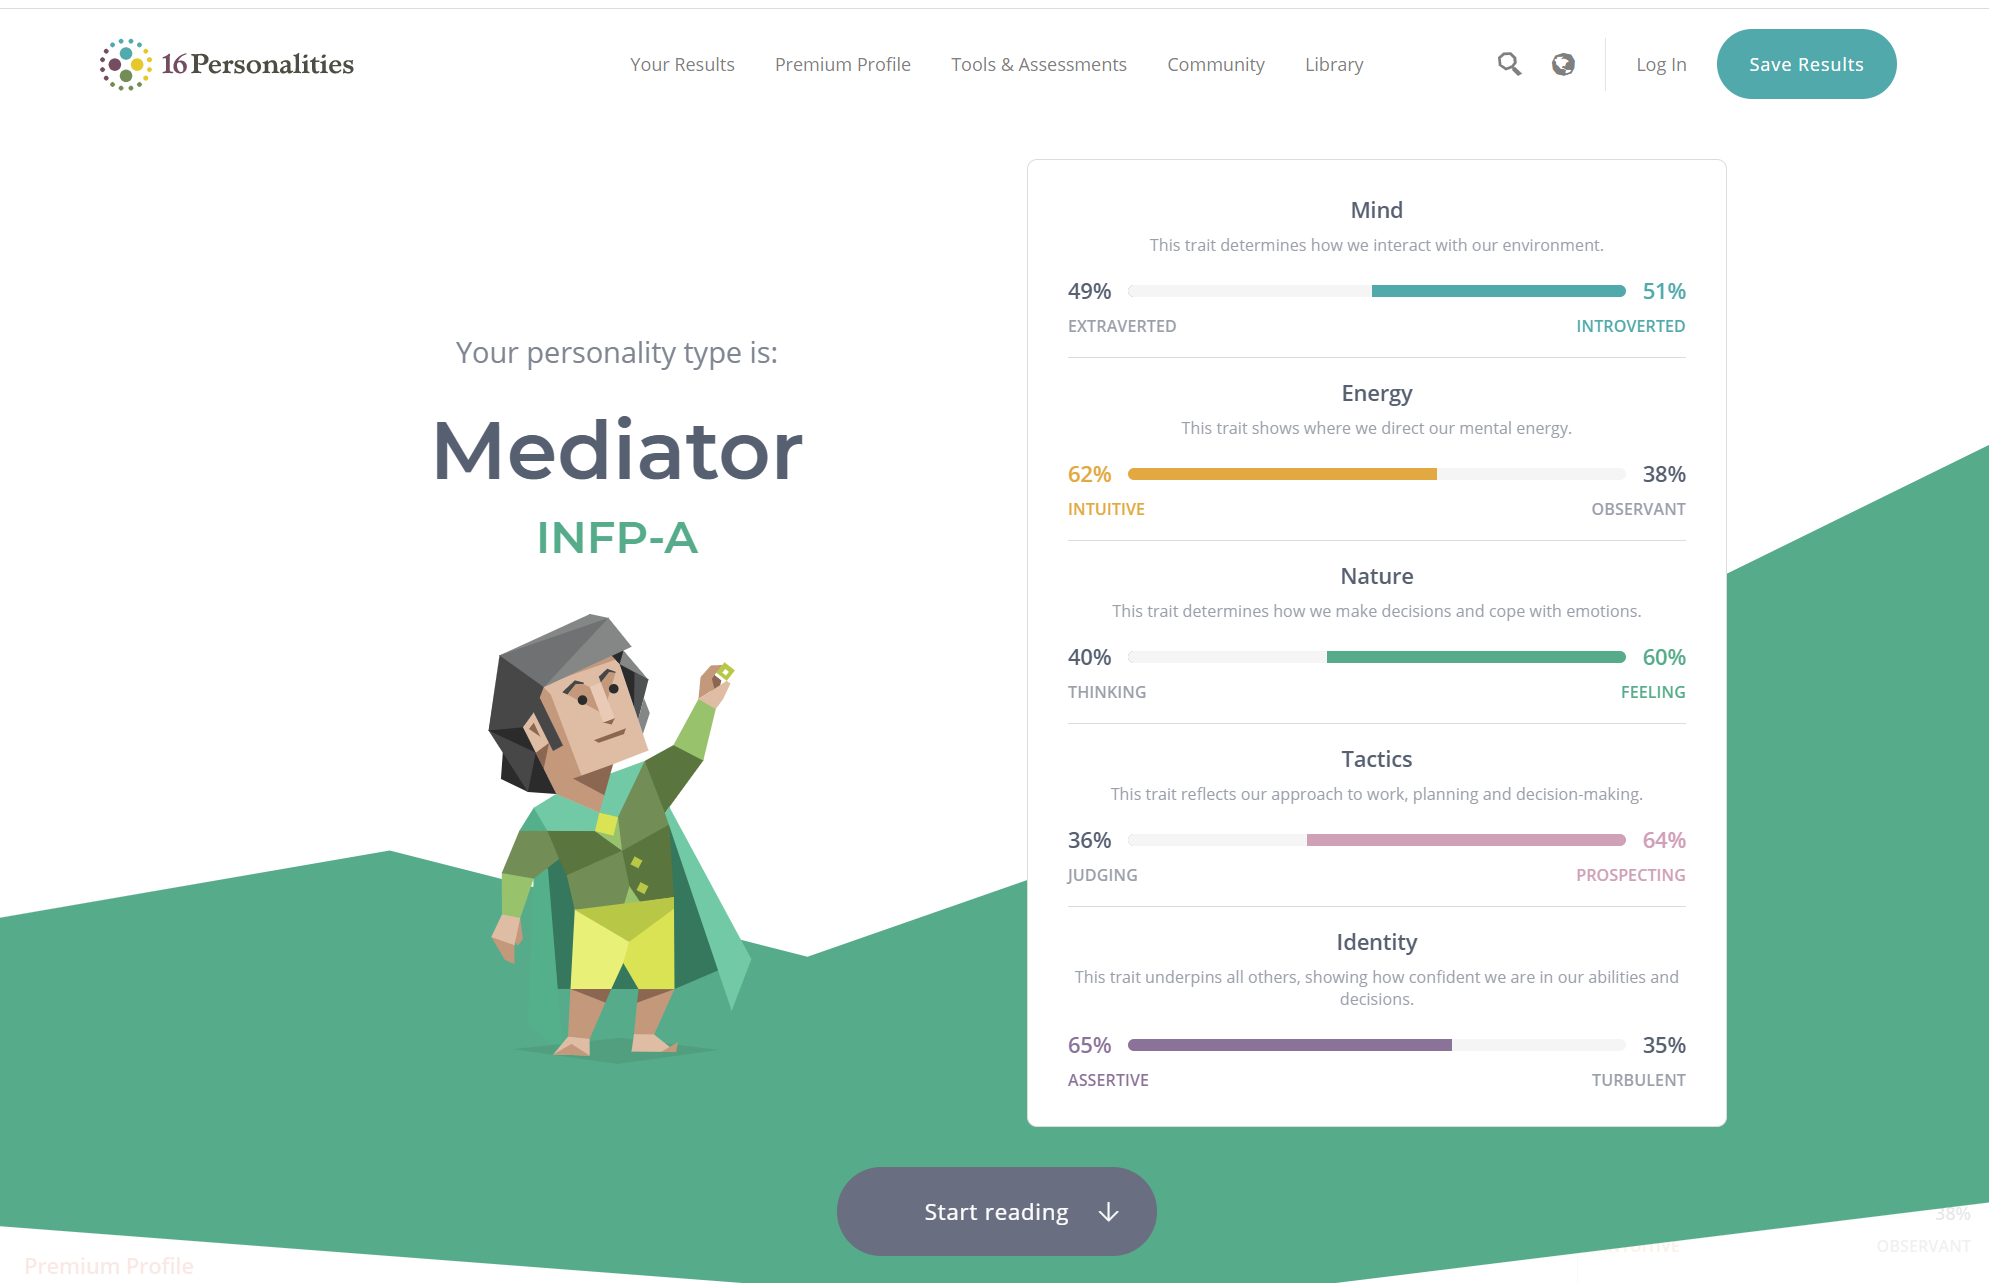 16Personalities
Your Results Premium Profile Tools & Assessments Community Library Log In Save Results
Your personality type is:
Mediator
INFP-A
Mind
This trait determines how we interact with our environment.
49% 51%
EXTRAVERTED INTROVERTED
Energy
This trait shows where we direct our mental energy.
62% 38%
INTUITIVE OBSERVANT
Nature
This trait determines how we make decisions and cope with emotions.
40% 60%
THINKING FEELING
Tactics
This trait reflects our approach to work, planning and decision-making.
36% 64%
JUDGING PROSPECTING
Identity
This trait underpins all others, showing how confident we are in our abilities and
decisions.
65% 35%
ASSERTIVE TURBULENT
Start reading
38%
OBSERVANT
Premium Profile